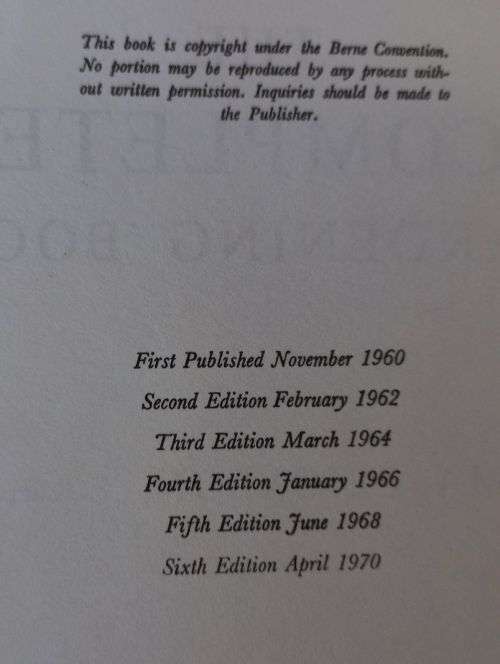 This book is copyright under the Berne Convention.
No portion may be reproduced by any process with-
out written permission. Inquiries should be made to
the Publisher.
First Published November 1960
Second Edition February 1962
Third Edition March 1964
Fourth Edition January 1966
Fifth Edition June 1968
Sixth Edition April 1970